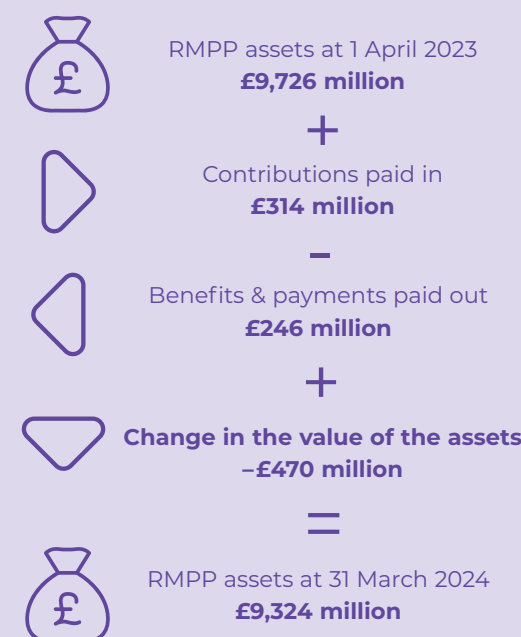 £
RMPP assets at 1 April 2023
£9,726 million
+
Contributions paid in
£314 million
-
Benefits & payments paid out
£246 million
+
Change in the value of the assets
–£470 million
=
£
RMPP assets at 31 March 2024
£9,324 million